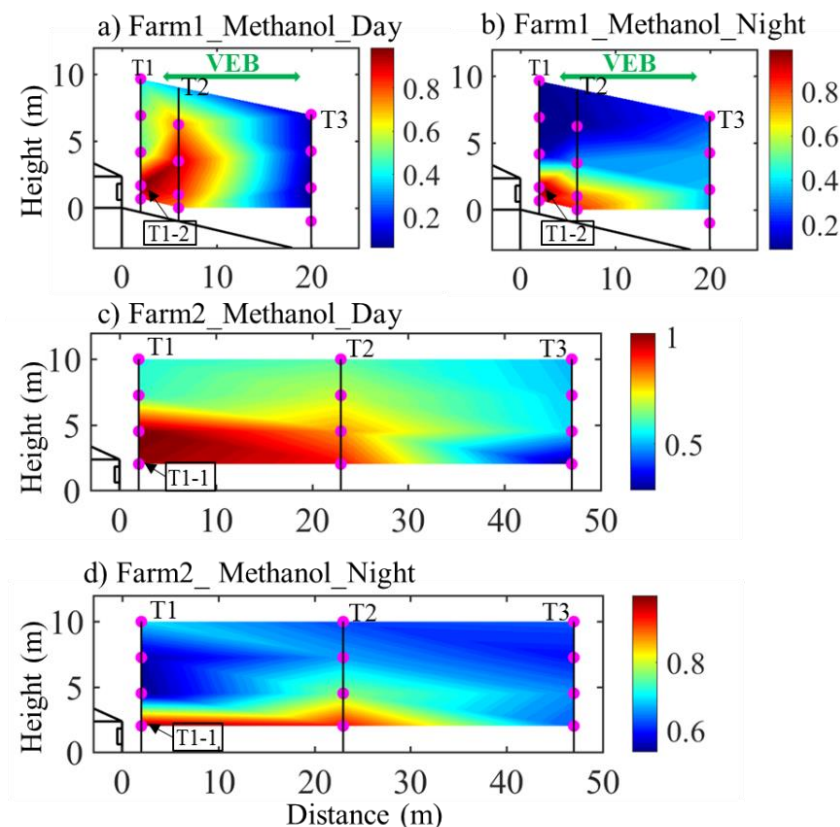 a) Farm1_Methanol_Day
b) Farm1_Methanol_Night
VEB
T1
T2
T3
T1-2
10
5
0
Height (m)
0 10 20
0.8
0.6
0.4
0.2
VEB
T1
T2
T3
T1-2
10
5
0
Height (m)
0 10 20
0.8
0.6
0.4
0.2
c) Farm2_Methanol_Day
T1 T2 T3
T1-1
10
5
0
Height (m)
0 10 20 30 40 50
1
0.5
d) Farm2_ Methanol_Night
T1 T2 T3
T1-1
10
5
0
Height (m)
0 10 20 30 40 50
0.8
0.6
Distance (m)